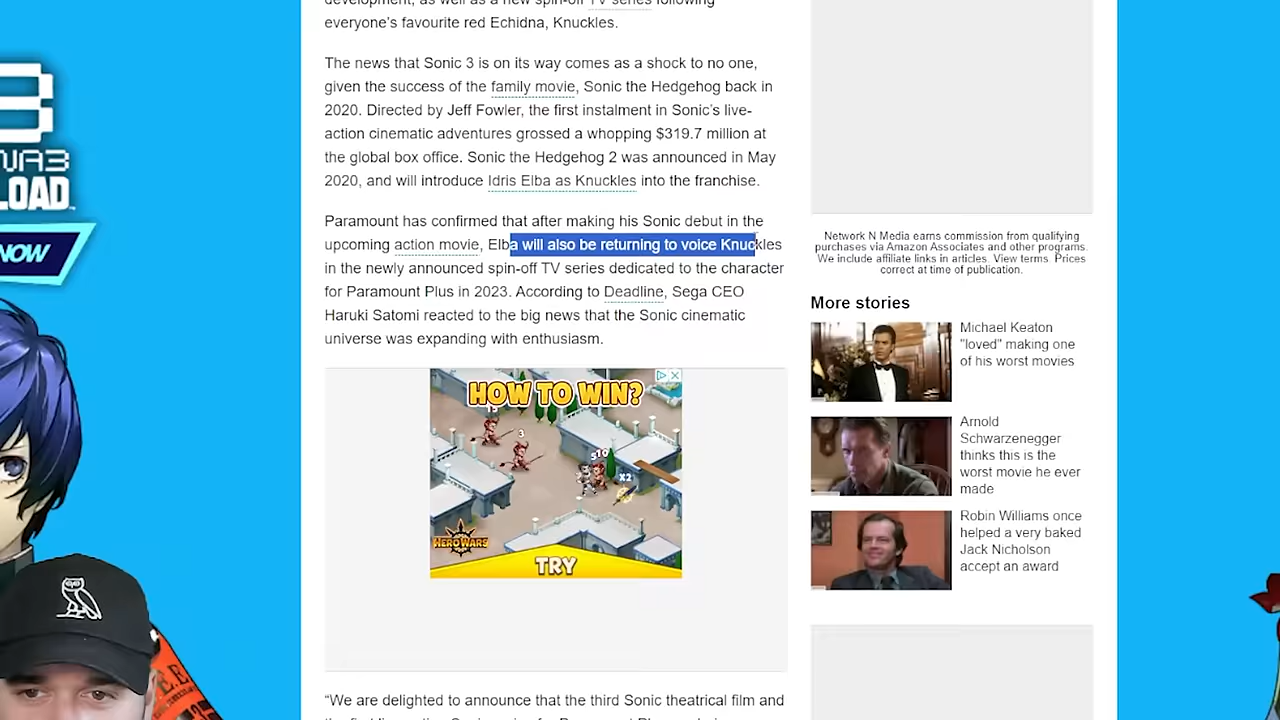 development, as well as a new spin-off TV series following
everyone's favourite red Echidna, Knuckles.
The news that Sonic 3 is on its way comes as a shock to no one,
given the success of the family movie, Sonic the Hedgehog back in
2020. Directed by Jeff Fowler, the first instalment in Sonic's live-
action cinematic adventures grossed a whopping $319.7 million at
the global box office. Sonic the Hedgehog 2 was announced in May
2020, and will introduce Idris Elba as Knuckles into the franchise.
Paramount has confirmed that after making his Sonic debut in the
upcoming action movie, Elba will also be returning to voice Knuckles
in the newly announced spin-off TV series dedicated to the character
for Paramount Plus in 2023. According to Deadline, Sega CEO
Haruki Satomi reacted to the big news that the Sonic cinematic
universe was expanding with enthusiasm.
HOW TO WIN?
3
510
X2
HERO WARS
TRY
“We are delighted to announce that the third Sonic theatrical film and
Network N Media earns commission from qualifying
purchases via Amazon Associates and other programs.
We include affiliate links in articles. View terms. Prices
correct at time of publication.
More stories
Michael Keaton
"loved" making one
of his worst movies
Arnold
Schwarzenegger
thinks this is the
worst movie he ever
made
Robin Williams once
helped a very baked
Jack Nicholson
accept an award
3
NA3
LOAD
NOW